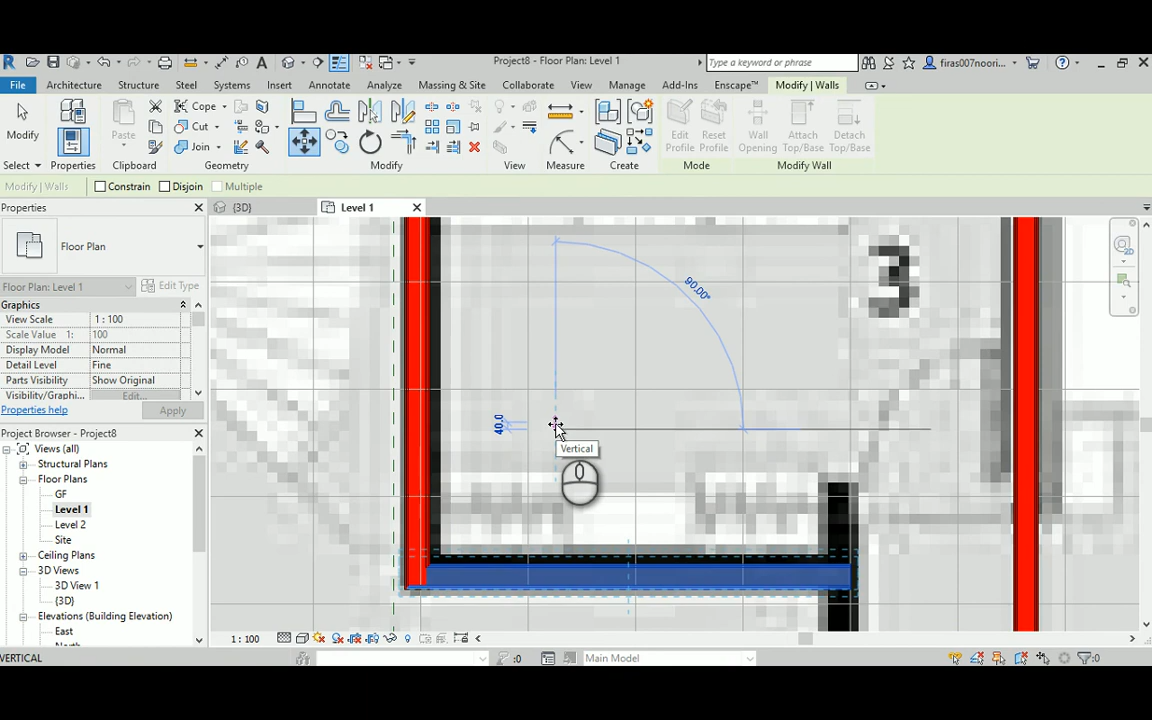 Project8 - Floor Plan: Level 1
Type a keyword or phrase
firas007noori...
File Architecture Structure Steel Systems Insert Annotate Analyze Massing & Site Collaborate View Manage Add-Ins Enscape™ Modify | Walls
Modify
Paste
Cope
Cut
Join
Edit Profile
Reset Profile
Wall Opening
Attach Top/Base
Detach Top/Base
Select Properties Clipboard Geometry Modify View Measure Create Mode Modify Wall
Modify | Walls Constrain Disjoin Multiple
Properties
{3D}
Level 1
Floor Plan
Floor Plan: Level 1
Edit Type
Graphics
View Scale 1 : 100
Scale Value 1: 100
Display Model Normal
Detail Level Fine
Parts Visibility Show Original
Visibility/Graphi... Edit...
Properties help
Apply
Project Browser - Project8
Views (all)
Structural Plans
Floor Plans
GF
Level 1
Level 2
Site
Ceiling Plans
3D Views
3D View 1
{3D}
Elevations (Building Elevation)
East
3
90.00°
40.0
Vertical
1 : 100
VERTICAL
:0
Main Model
:0